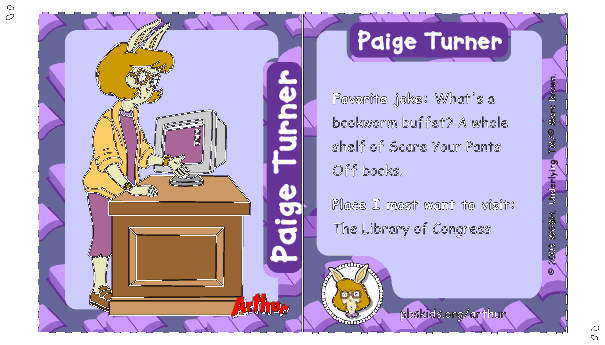 Paige Turner
Arthur
Paige Turner
Favorite joke: What's a
bookworm buffet? A whole
shelf of Scare Your Pants
Off books.
Place I most want to visit:
The Library of Congress
pbskids.org/arthur